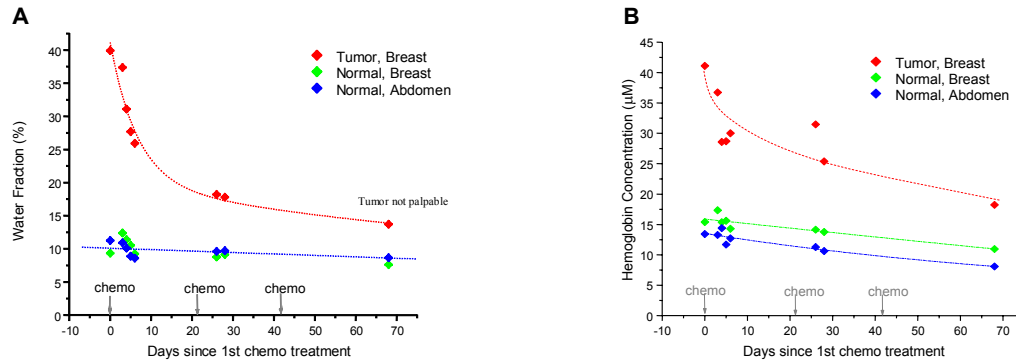 A
Water Fraction (%)
40
35
30
25
20
15
10
5
0
-10 0 10 20 30 40 50 60 70
Days since 1st chemo treatment
Tumor, Breast
Normal, Breast
Normal, Abdomen
Tumor not palpable
chemo chemo chemo
B
Hemoglobin Concentration (µM)
45
40
35
30
25
20
15
10
5
0
-10 0 10 20 30 40 50 60 70
Days since 1st chemo treatment
Tumor, Breast
Normal, Breast
Normal, Abdomen
chemo chemo chemo